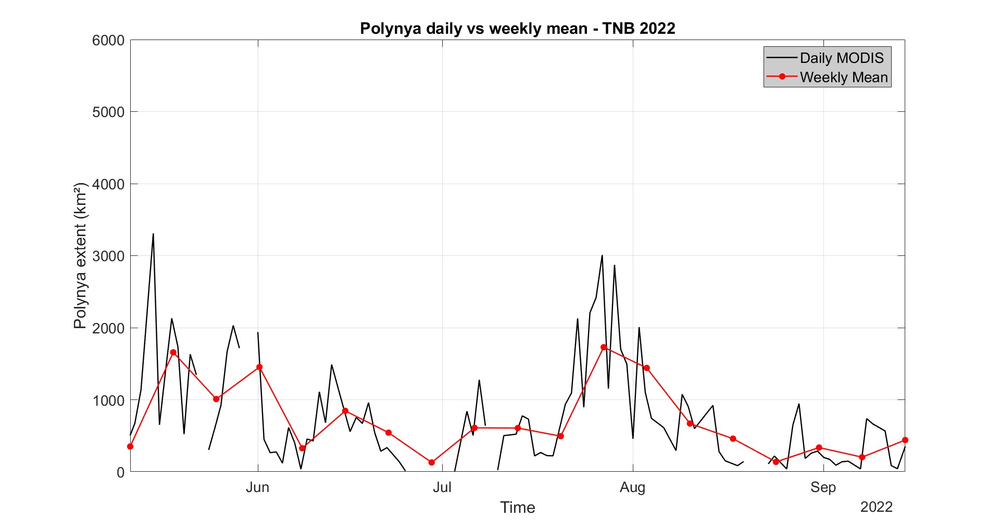 Polynya daily vs weekly mean - TNB 2022
6000
5000
4000
3000
2000
1000
0
Polynya extent (km²)
Daily MODIS
Weekly Mean
Jun
Jul
Aug
Sep
Time
2022